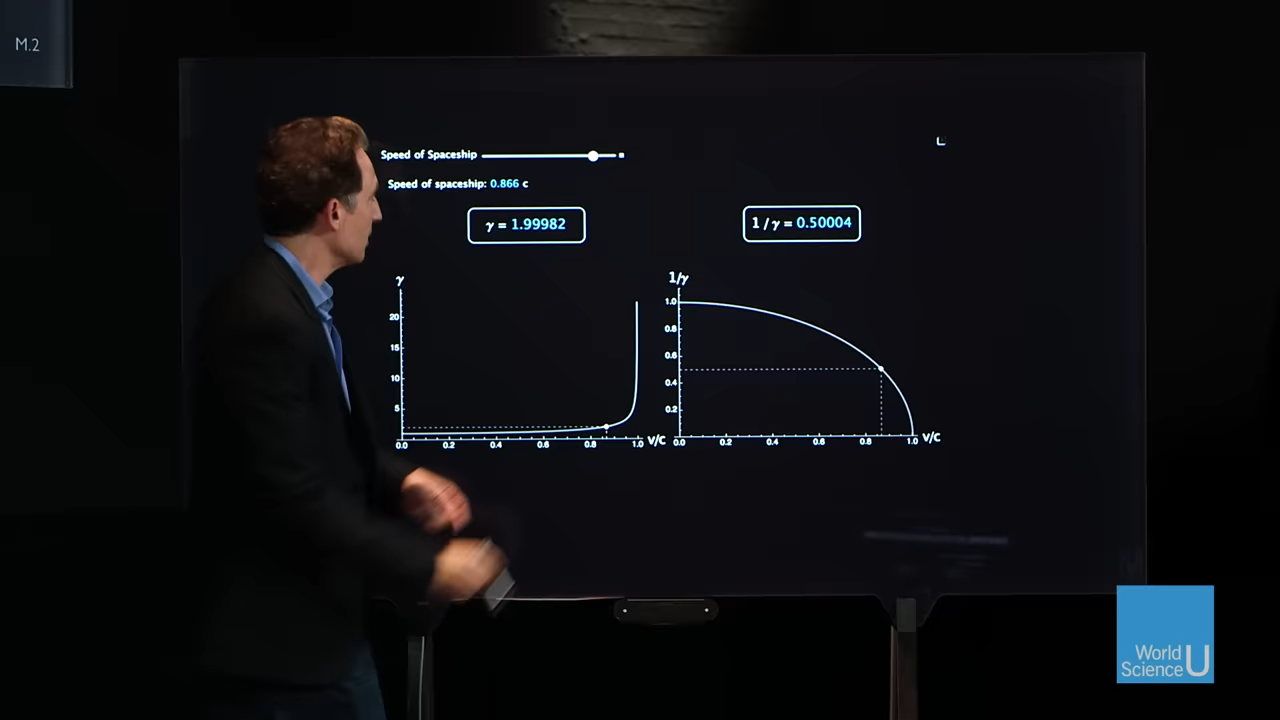 M.2
Speed of Spaceship
Speed of spaceship: 0.866 c
γ = 1.99982
1 / γ = 0.50004
γ
20
15
10
5
0.0 0.2 0.4 0.6 0.8 1.0 V/C
1/γ
1.0
0.8
0.6
0.4
0.2
0.0 0.2 0.4 0.6 0.8 1.0 V/C
World
Science U